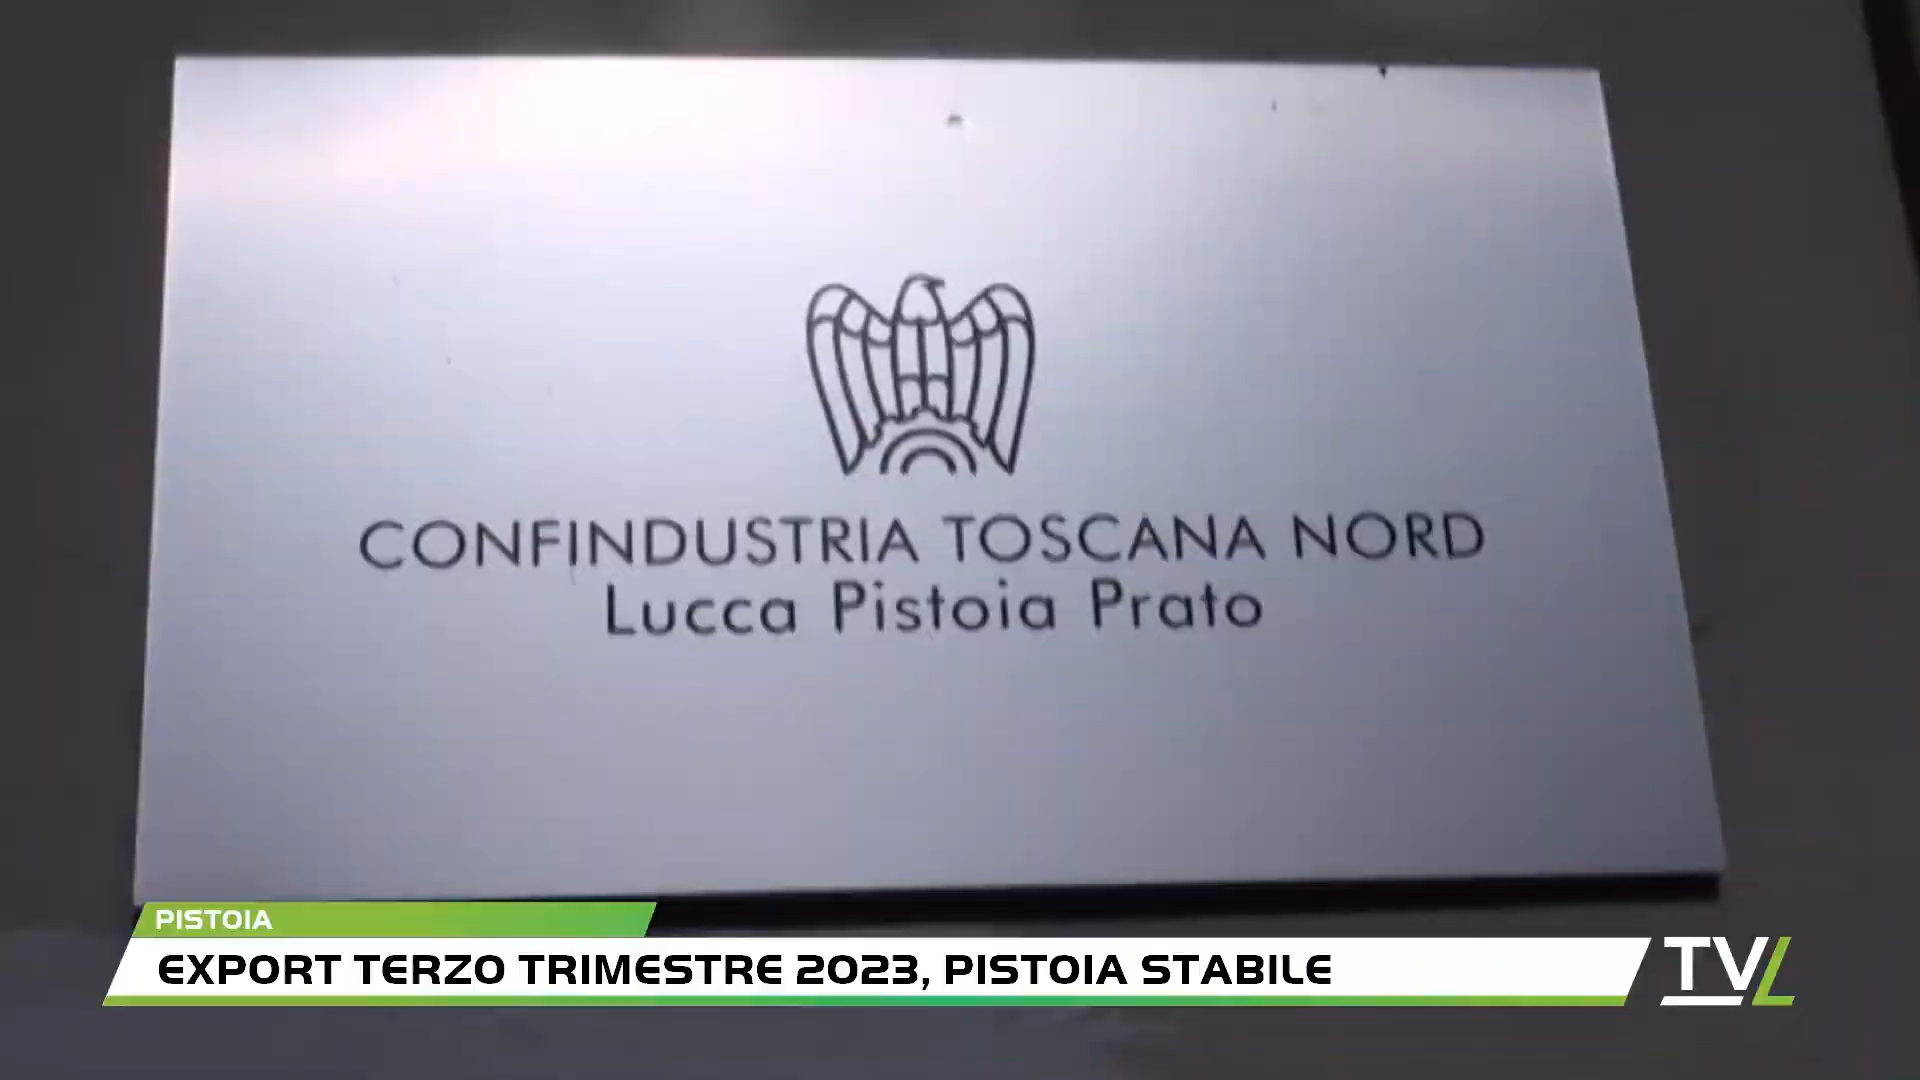 CONFINDUSTRIA TOSCANA NORD
Lucca Pistoia Prato
PISTOIA
EXPORT TERZO TRIMESTRE 2023, PISTOIA STABILE
TVL